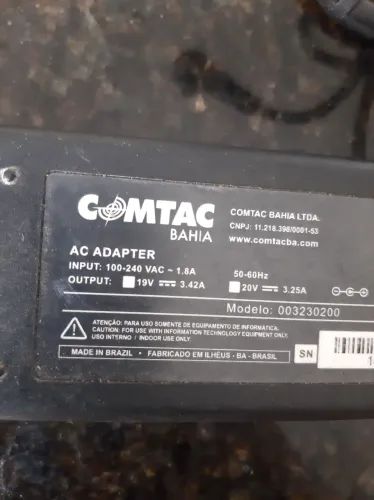 COMTAC
BAHIA
COMTAC BAHIA LTDA.
CNPJ: 11.218.398/0001-53
www.comtacba.com
AC ADAPTER
INPUT: 100-240 VAC ~ 1.8A 50-60Hz
OUTPUT: 19V 3.42A 20V 3.25A
Modelo: 003230200
ATENÇÃO: PARA USO SOMENTE DE EQUIPAMENTO DE INFORMÁTICA.
CAUTION: FOR USE WITH INFORMATION TECHNOLOGY EQUIPMENT ONLY.
USO INTERNO / INDOOR USE ONLY
MADE IN BRAZIL • FABRICADO EM ILHÉUS - BA - BRASIL
SN